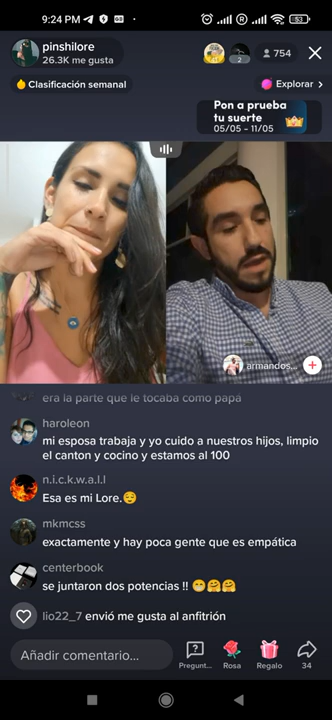 9:24 PM
53
pinshilore
26.3K me gusta
2
754
Clasificación semanal
Explorar
Pon a prueba
tu suerte
05/05 - 11/05
armandos...
era la parte que le tocaba como papa
haroleon
mi esposa trabaja y yo cuido a nuestros hijos, limpio
el canton y cocino y estamos al 100
n.i.c.k.w.a.l.l
Esa es mi Lore.😌
mkmcss
exactamente y hay poca gente que es empática
centerbook
se juntaron dos potencias !! 😁🤗🤗
lio22_7 envió me gusta al anfitrión
Añadir comentario...
Pregunt...
Rosa
Regalo
34